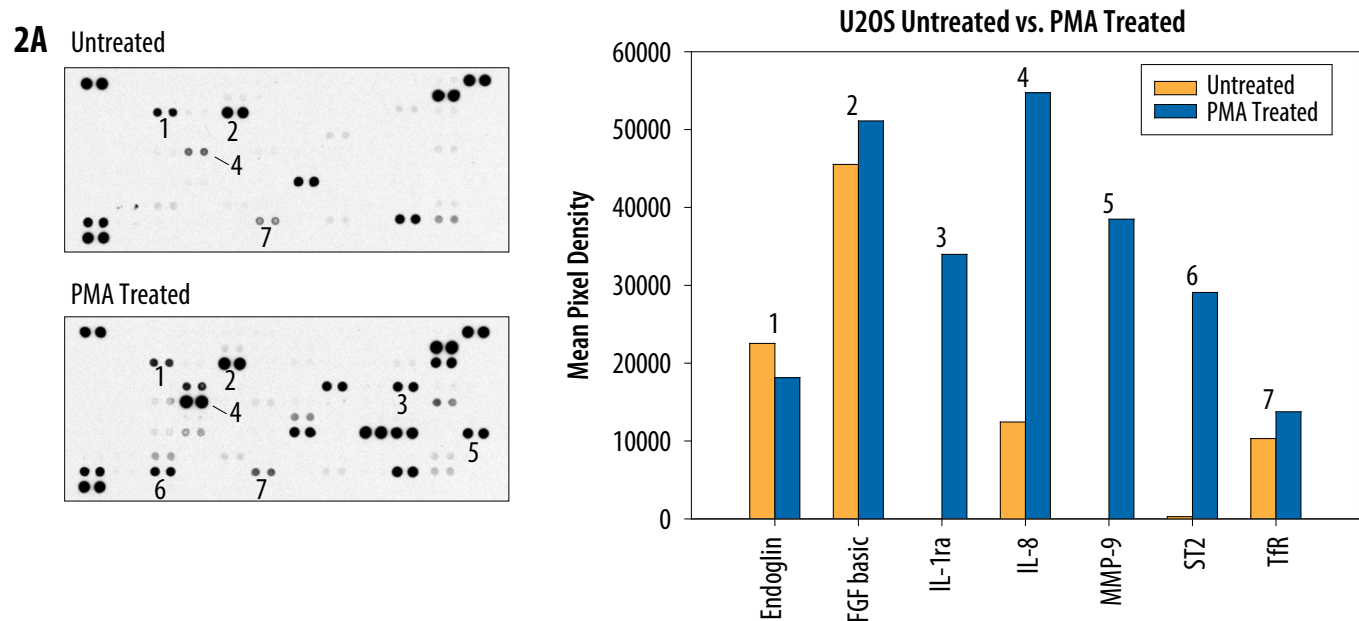 2A Untreated
1
2
4
7
PMA Treated
1
2
3
4
5
6
7
U2OS Untreated vs. PMA Treated
Mean Pixel Density
60000
50000
40000
30000
20000
10000
0
Untreated
PMA Treated
1
2
3
4
5
6
7
Endoglin
FGF basic
IL-1ra
IL-8
MMP-9
ST2
TfR